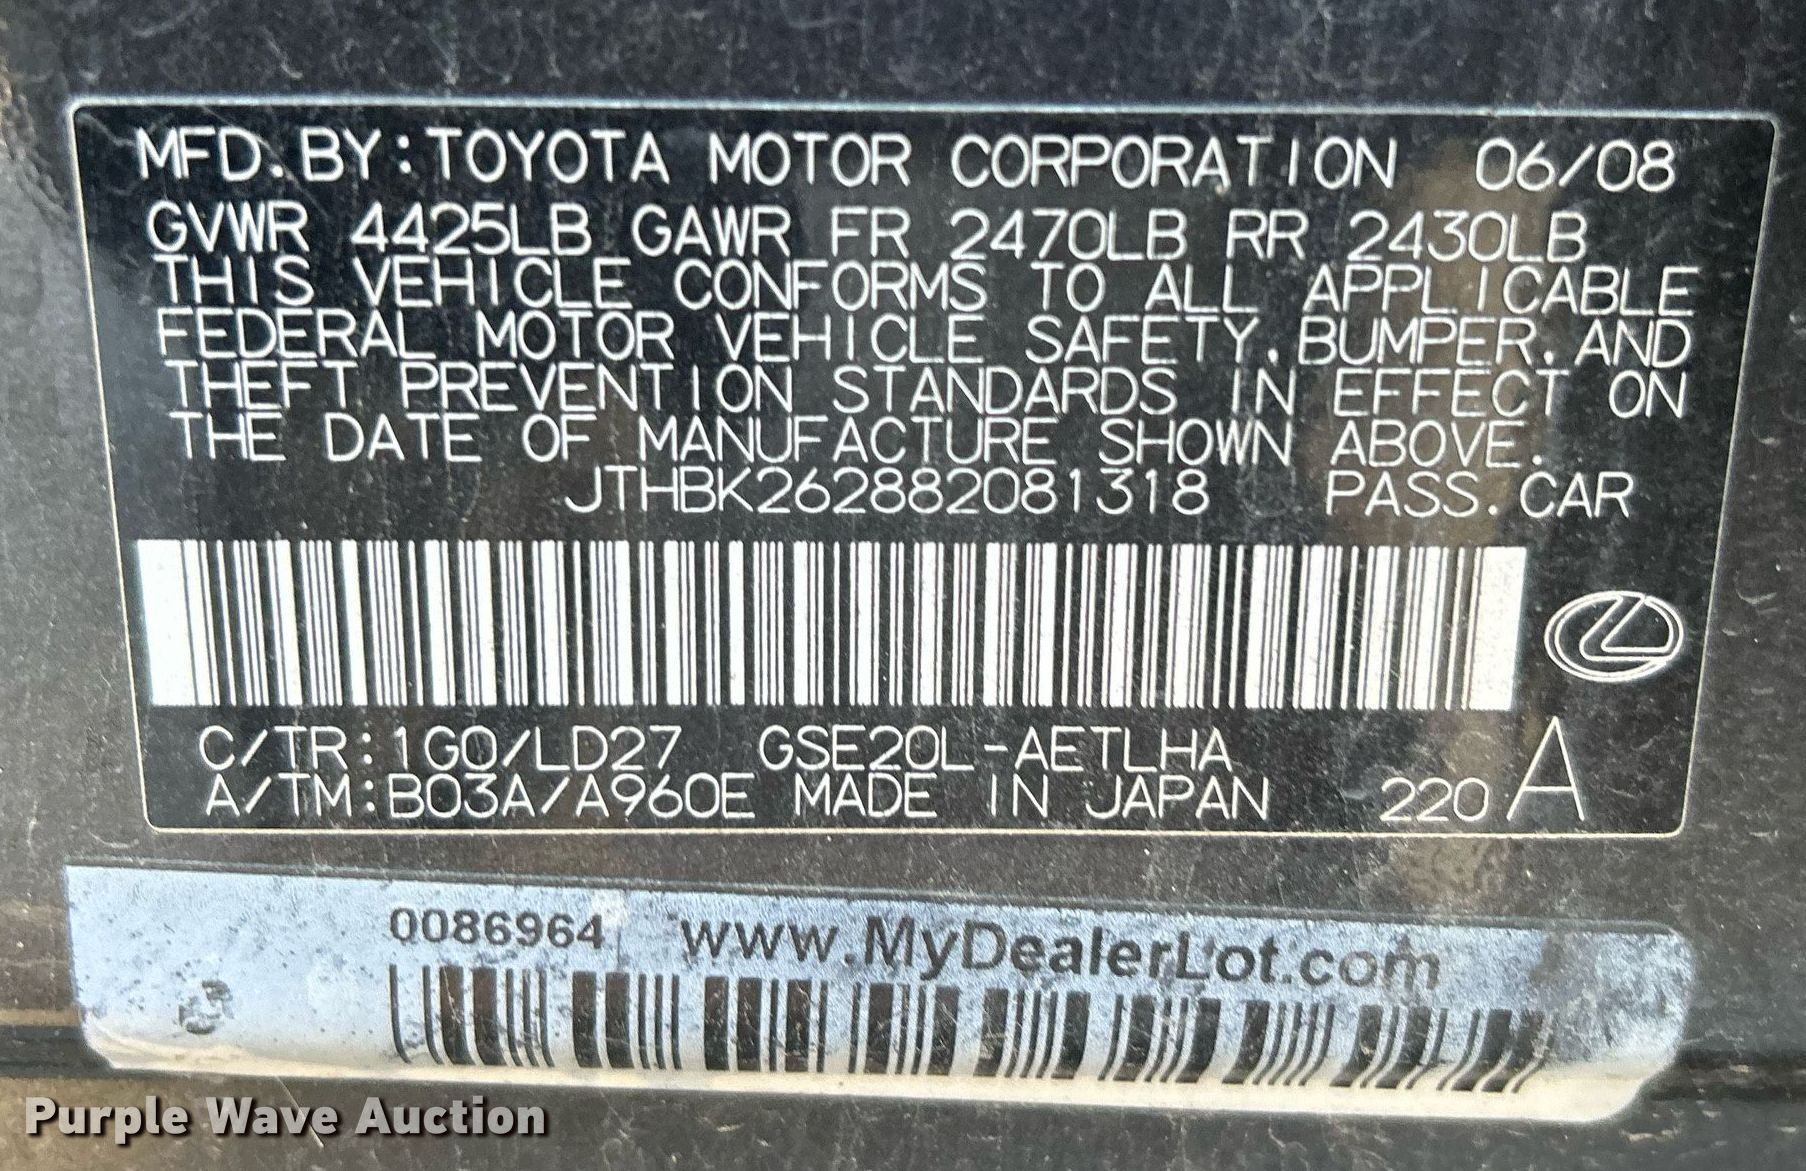 MFD.BY:TOYOTA MOTOR CORPORATION 06/08
GVWR 4425LB GAWR FR 2470LB RR 2430LB
THIS VEHICLE CONFORMS TO ALL APPLICABLE
FEDERAL MOTOR VEHICLE SAFETY,BUMPER,AND
THEFT PREVENTION STANDARDS IN EFFECT ON
THE DATE OF MANUFACTURE SHOWN ABOVE.
JTHBK262882081318 PASS.CAR
C/TR:1G0/LD27 GSE20L-AETLHA
A/TM:B03A/A960E MADE IN JAPAN 220 A
0086964 www.MyDealerLot.com
Purple Wave Auction